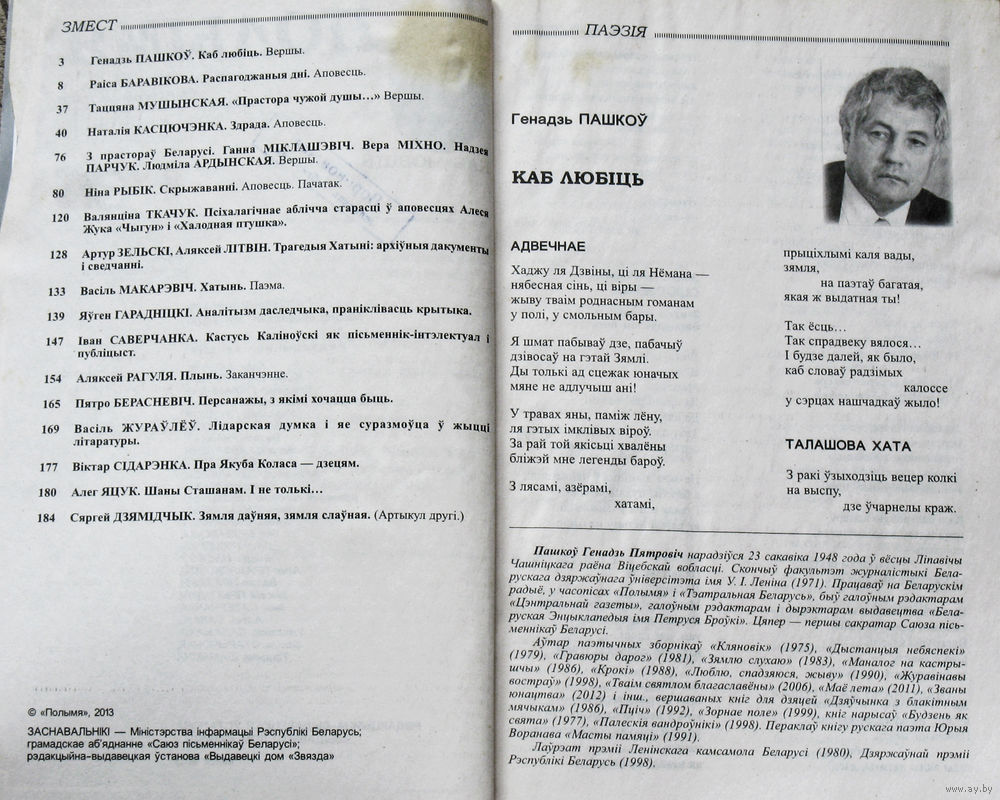 ЗМЕСТ
3 Генадзь ПАШКОЎ. Каб любіць. Вершы.
8 Раіса БАРАВІКОВА. Распагоджаныя дні. Аповесць.
37 Таццяна МУШЫНСКАЯ. «Прастора чужой душы…» Вершы.
40 Наталія КАСЦЮЧЭНКА. Здрада. Аповесць.
76 З прастораў Беларусі. Ганна МІКЛАШЭВІЧ. Вера МІХНО. Надзея
ПАРЧУК. Людміла АРДЫНСКАЯ. Вершы.
80 Ніна РЫБІК. Скрыжаванні. Аповесць. Пачатак.
120 Валянціна ТКАЧУК. Псіхалагічнае аблічча старасці ў аповесцях Алеся
Жука «Чыгун» і «Халодная птушка».
128 Артур ЗЕЛЬСКІ, Аляксей ЛІТВІН. Трагедыя Хатыні: архіўныя дакументы
і сведчанні.
133 Васіль МАКАРЭВІЧ. Хатынь. Паэма.
139 Яўген ГАРАДНІЦКІ. Аналітызм даследчыка, праніклівасць крытыка.
147 Іван САВЕРЧАНКА. Кастусь Каліноўскі як пісьменнік-інтэлектуал і
публіцыст.
154 Аляксей РАГУЛЯ. Плынь. Заканчэнне.
165 Пятро БЕРАСНЕВІЧ. Персанажы, з якімі хочацца быць.
169 Васіль ЖУРАЎЛЁЎ. Лідарская думка і яе суразмоўца ў жыцці
літаратуры.
177 Віктар СІДАРЭНКА. Пра Якуба Коласа — дзецям.
180 Алег ЯЦУК. Шаны Сташанам. І не толькі…
184 Сяргей ДЗЯМІДЧЫК. Зямля даўняя, зямля слаўная. (Артыкул другі.)
© «Полымя», 2013
ЗАСНАВАЛЬНІКІ — Міністэрства інфармацыі Рэспублікі Беларусь;
грамадскае аб'яднанне «Саюз пісьменнікаў Беларусі»;
рэдакцыйна-выдавецкая ўстанова «Выдавецкі дом «Звязда»
ПАЭЗІЯ
Генадзь ПАШКОЎ
КАБ ЛЮБІЦЬ
АДВЕЧНАЕ
Хаджу ля Дзвіны, ці ля Нёмана —
нябесная сінь, ці віры —
жыву тваім роднасным гоманам
у полі, у смольным бары.
Я шмат пабываў дзе, пабачыў
дзівосаў на гэтай Зямлі.
Ды толькі ад сцежак юначых
мяне не адлучыш ані!
У травах яны, паміж лёну,
ля гэтых імклівых віроў.
За рай той якісьці хвалёны
бліжэй мне легенды бароў.
З лясамі, азёрамі,
хатамі,
прыціхлымі каля вады,
зямля,
на паэтаў багатая,
якая ж выдатная ты!
Так ёсць…
Так спрадвеку вялося…
І будзе далей, як было,
каб словаў радзімых
калоссе
у сэрцах нашчадкаў жыло!
ТАЛАШОВА ХАТА
З ракі ўзыходзіць вецер колкі
на выспу,
дзе ўчарнелы краж.
Пашкоў Генадзь Пятровіч нарадзіўся 23 сакавіка 1948 года ў вёсцы Ліпавічы
Чашніцкага раёна Віцебскай вобласці. Скончыў факультэт журналістыкі Бела-
рускага дзяржаўнага ўніверсітэта імя У. І. Леніна (1971). Працаваў на Беларускім
радыё, у часопісах «Полымя» і «Тэатральная Беларусь», быў галоўным рэдактарам
«Цэнтральнай газеты», галоўным рэдактарам і дырэктарам выдавецтва «Бела-
руская Энцыклапедыя імя Петруся Броўкі». Цяпер — першы сакратар Саюза пісь-
меннікаў Беларусі.
Аўтар паэтычных зборнікаў «Кляновік» (1975), «Дыстанцыя небяспекі»
(1979), «Гравюры дарог» (1981), «Зямлю слухаю» (1983), «Маналог на кастры-
шчы» (1986), «Крокі» (1988), «Люблю, спадзяюся, жыву» (1990), «Журавінавы
востраў» (1998), «Тваім святлом благаславёны» (2006), «Маё лета» (2011), «Званы
юнацтва» (2012) і інш., вершаваных кніг для дзяцей «Дзяўчынка з блакітным
мячыкам» (1986), «Пціч» (1992), «Зорнае поле» (1999), кніг нарысаў «Будзень як
свята» (1977), «Палескія вандроўнікі» (1998). Пераклаў кнігу рускага паэта Юрыя
Воранава «Масты памяці» (1991).
Лаўрэат прэміі Ленінскага камсамола Беларусі (1980), Дзяржаўнай прэміі
Рэспублікі Беларусь (1998).
www.ay.by